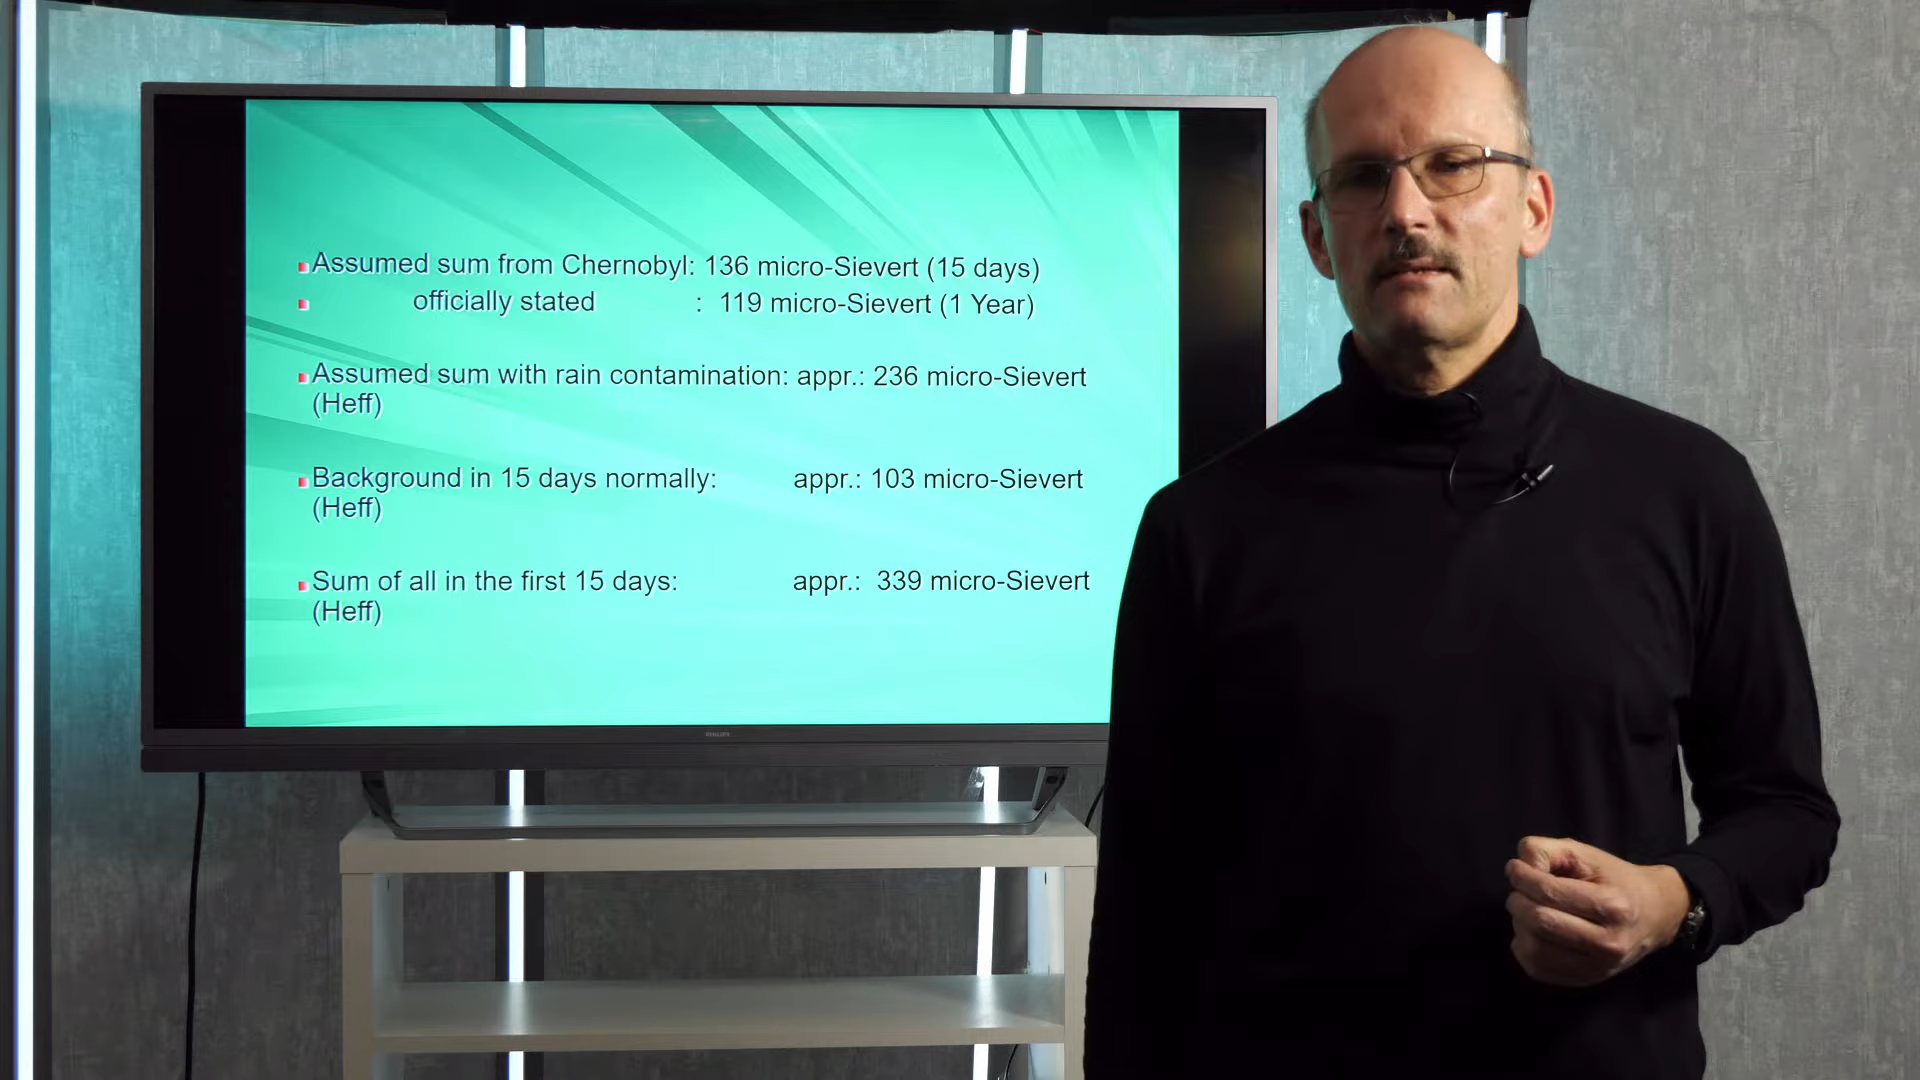 Assumed sum from Chernobyl: 136 micro-Sievert (15 days)
officially stated : 119 micro-Sievert (1 Year)
Assumed sum with rain contamination: appr.: 236 micro-Sievert
(Heff)
Background in 15 days normally: appr.: 103 micro-Sievert
(Heff)
Sum of all in the first 15 days: appr.: 339 micro-Sievert
(Heff)
PHILIPS